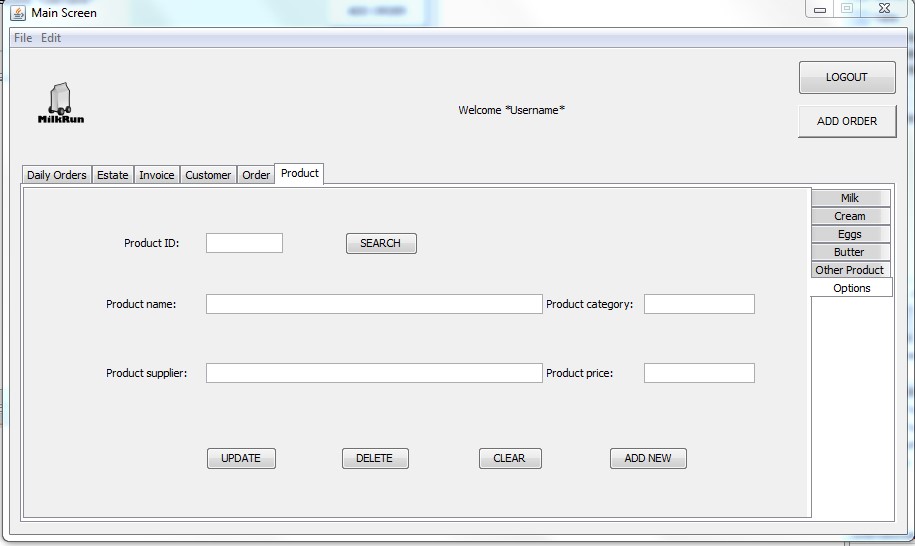 Main Screen
File Edit
LOGOUT
MilkRun
Welcome *Username*
ADD ORDER
Daily Orders Estate Invoice Customer Order Product
Milk
Cream
Eggs
Butter
Other Product
Options
Product ID: SEARCH
Product name: Product category:
Product supplier: Product price:
UPDATE DELETE CLEAR ADD NEW